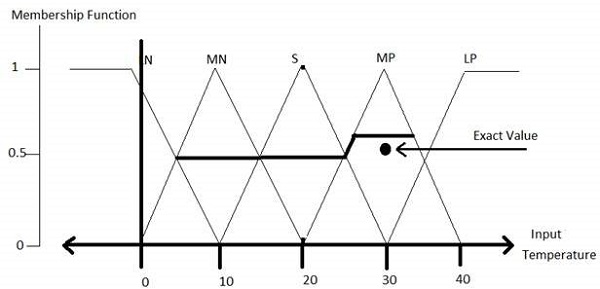 Membership Function
N MN S MP LP
1
Exact Value
0.5
Input
0
Temperature
0 10 20 30 40